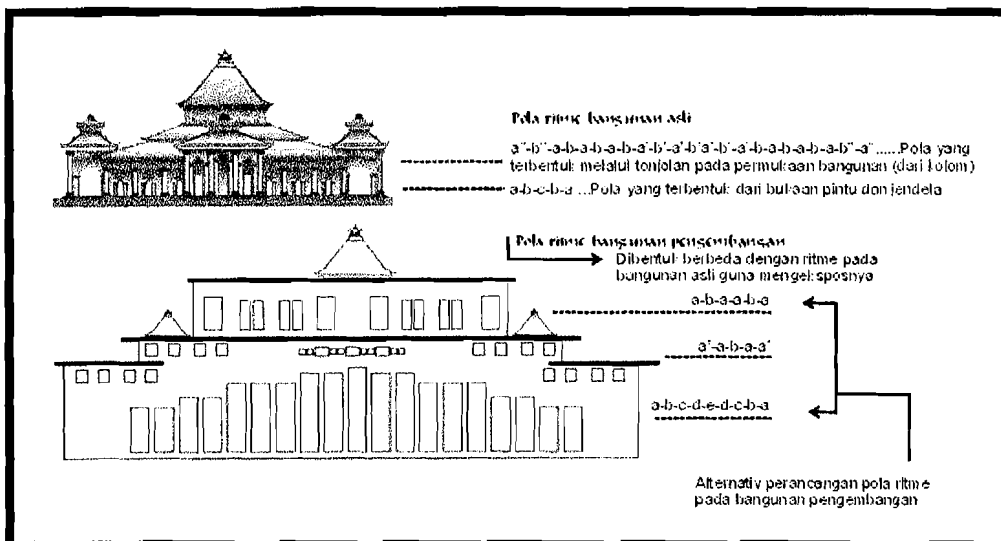 Pola ritme bangunan asli
a"-b"-a-b-a-b-a-b-a'-b'-a'-b'a'-b'-a'-b-a-b-a-b-a-b"-a" ......Pola yang
terbentuk melalui tonjolan pada permukaan bangunan (dari kolom)
a-b-c-b-a ...Pola yang terbentuk dari bukaan pintu dan jendela
Pola ritme bangunan pengembangan
Dibentuk berbeda dengan ritme pada
bangunan asli guna mengeksposnya
a-b-a-a-b-a
a'-a-b-a-a'
a-b-c-d-e-d-c-b-a
Alternativ perancangan pola ritme
pada bangunan pengembangan